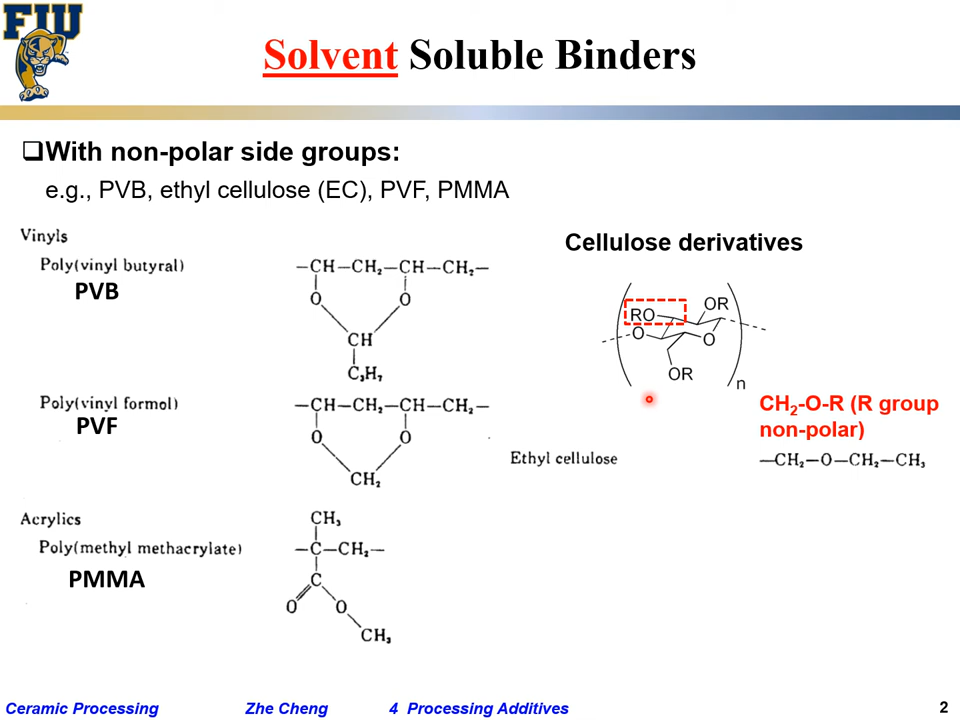 FIU
Solvent Soluble Binders
❑With non-polar side groups:
e.g., PVB, ethyl cellulose (EC), PVF, PMMA
Vinyls
Poly(vinyl butyral)
PVB
—CH—CH₂—CH—CH₂—
O O
CH
C₃H₇
Poly(vinyl formol)
PVF
—CH—CH₂—CH—CH₂—
O O
CH₂
Acrylics
Poly(methyl methacrylate)
PMMA
CH₃
—C—CH₂—
C
O O
CH₃
Cellulose derivatives
OR
RO
O O
OR
n
CH₂-O-R (R group
non-polar)
Ethyl cellulose
—CH₂—O—CH₂—CH₃
Ceramic Processing Zhe Cheng 4 Processing Additives 2